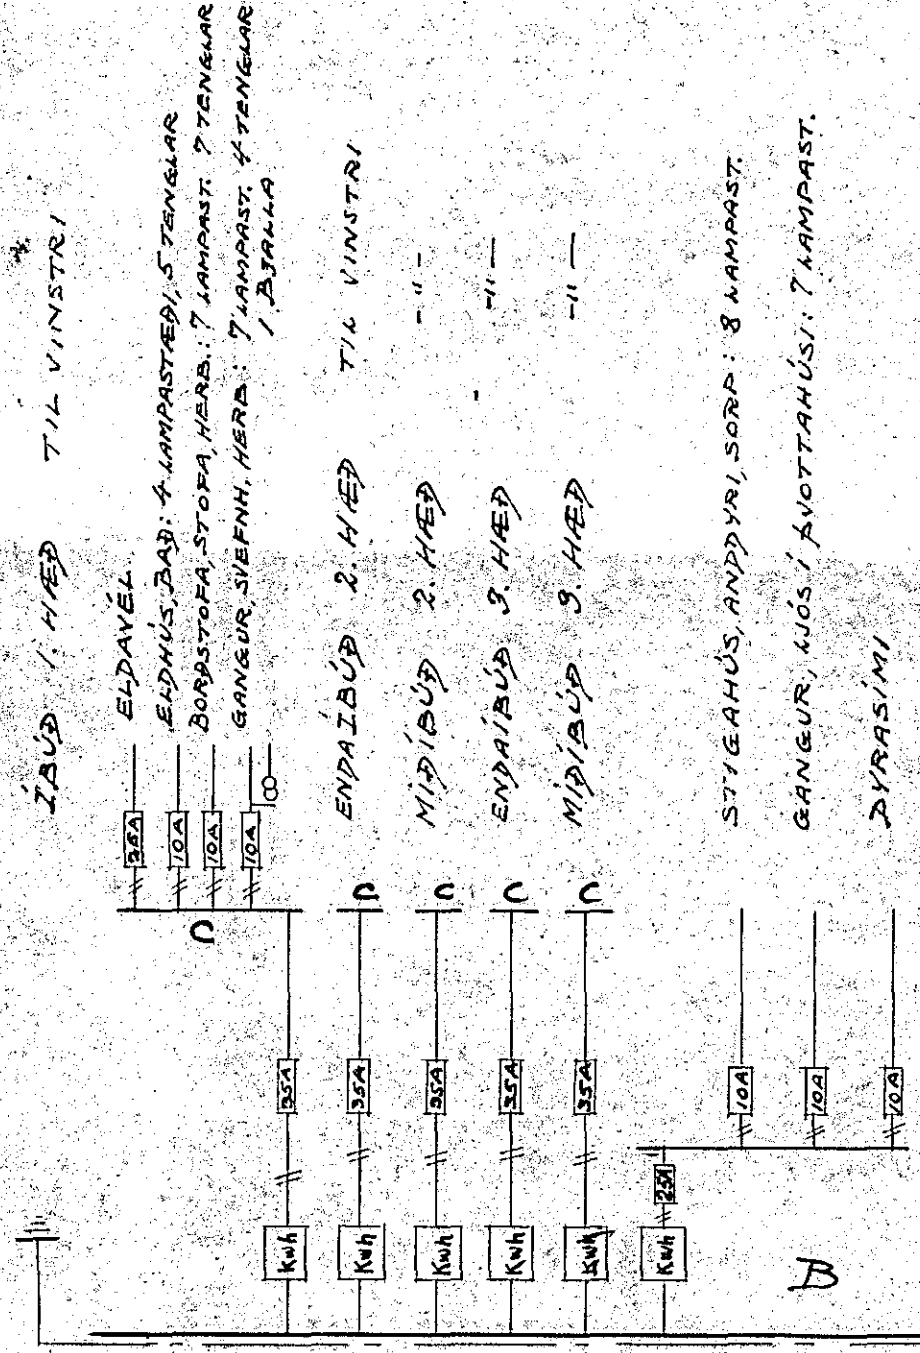 ÍBÚÐ 1. HÆÐ TIL VINSTRI
ELDAVÉL
ELDHÚS, BAÐ: 4 LAMPASTÆÐI, 5 TENGLAR
BORÐSTOFA, STOFA, HERB.: 7 LAMPAST. 7 TENGLAR
GANGUR, SVEFNH, HERB: 7 LAMPAST. 4 TENGLAR
1. BJALLA
25A
10A
10A
10A
C
Kwh 35A
Kwh 35A C ENDAÍBÚÐ 2. HÆÐ TIL VINSTRI
Kwh 35A C MIÐÍBÚÐ 2. HÆÐ -"-
Kwh 35A C ENDAÍBÚÐ 3. HÆÐ -"-
Kwh 35A C MIÐÍBÚÐ 3. HÆÐ -"-
Kwh 25A
10A STIGAHÚS, ANDDYRI, SORP: 8 LAMPAST.
10A GANGUR, LJÓS Í ÞVOTTAHÚSI: 7 LAMPAST.
10A DYRASÍMI
B